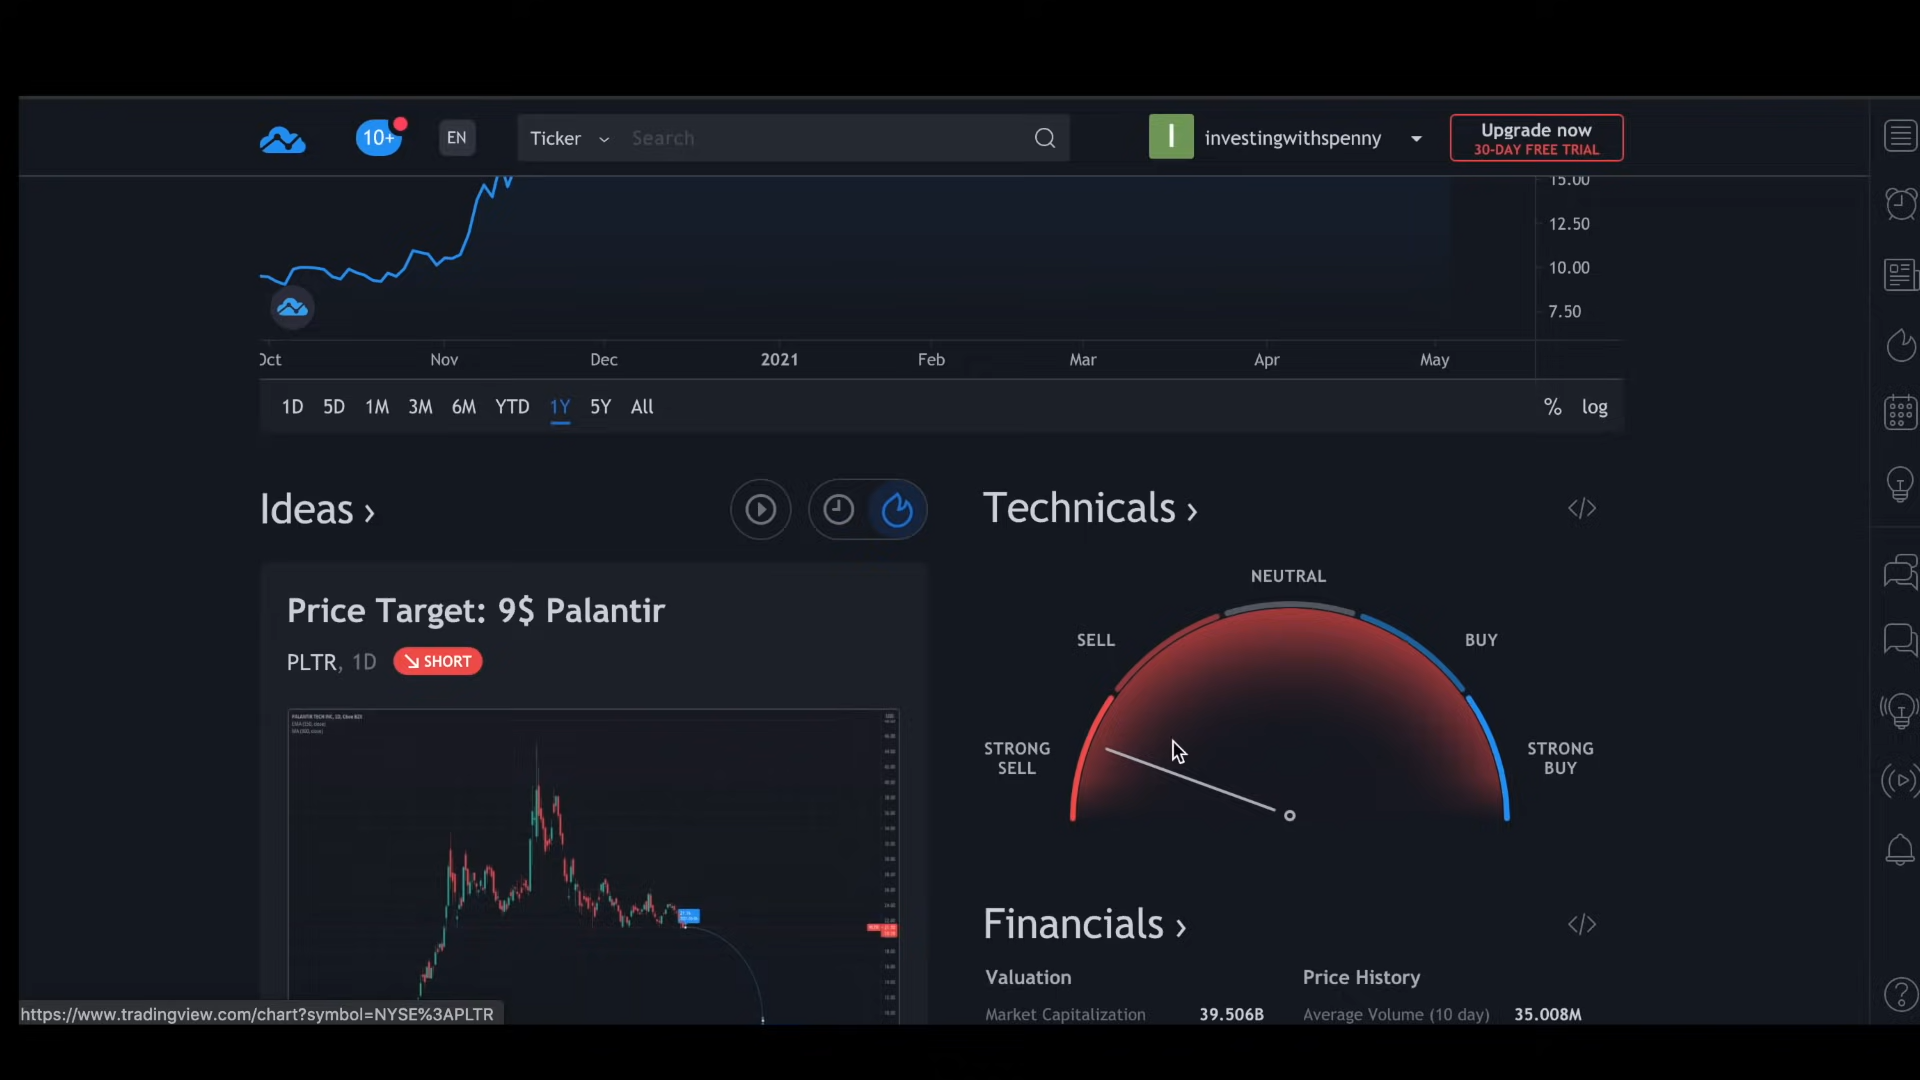 10+
EN
Ticker
Search
I
investingwithspenny
Upgrade now
30-DAY FREE TRIAL
15.00
12.50
10.00
7.50
Oct
Nov
Dec
2021
Feb
Mar
Apr
May
1D 5D 1M 3M 6M YTD 1Y 5Y All
% log
Ideas ›
Technicals ›
</>
NEUTRAL
SELL
BUY
STRONG
SELL
STRONG
BUY
Price Target: 9$ Palantir
PLTR, 1D
SHORT
Financials ›
</>
Valuation
Price History
Market Capitalization 39.506B
Average Volume (10 day) 35.008M
https://www.tradingview.com/chart?symbol=NYSE%3APLTR